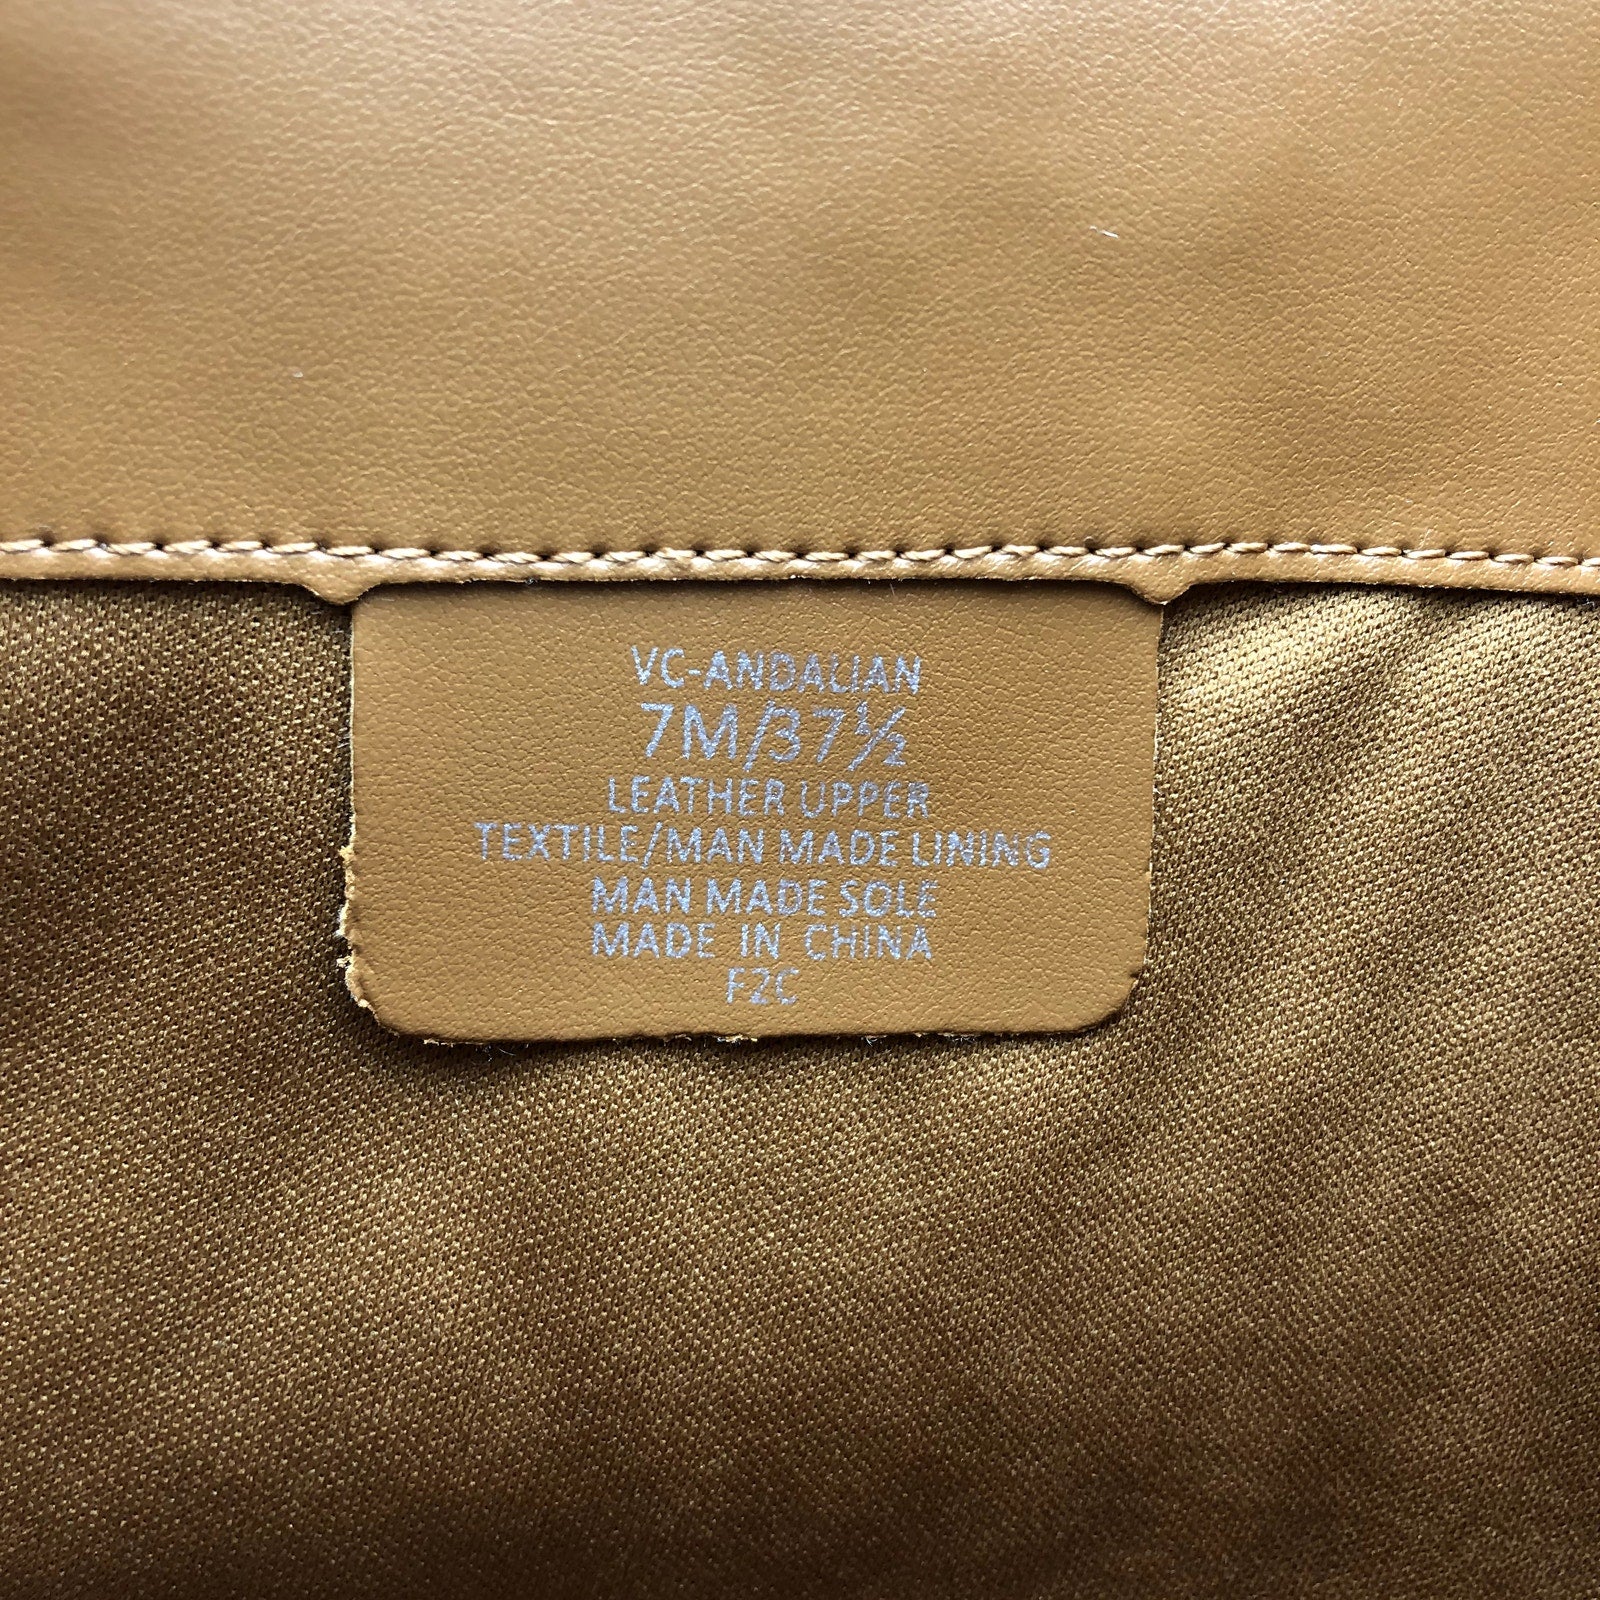 VC-ANDALIAN
7M/37½
LEATHER UPPER
TEXTILE/MAN MADE LINING
MAN MADE SOLE
MADE IN CHINA
F2C